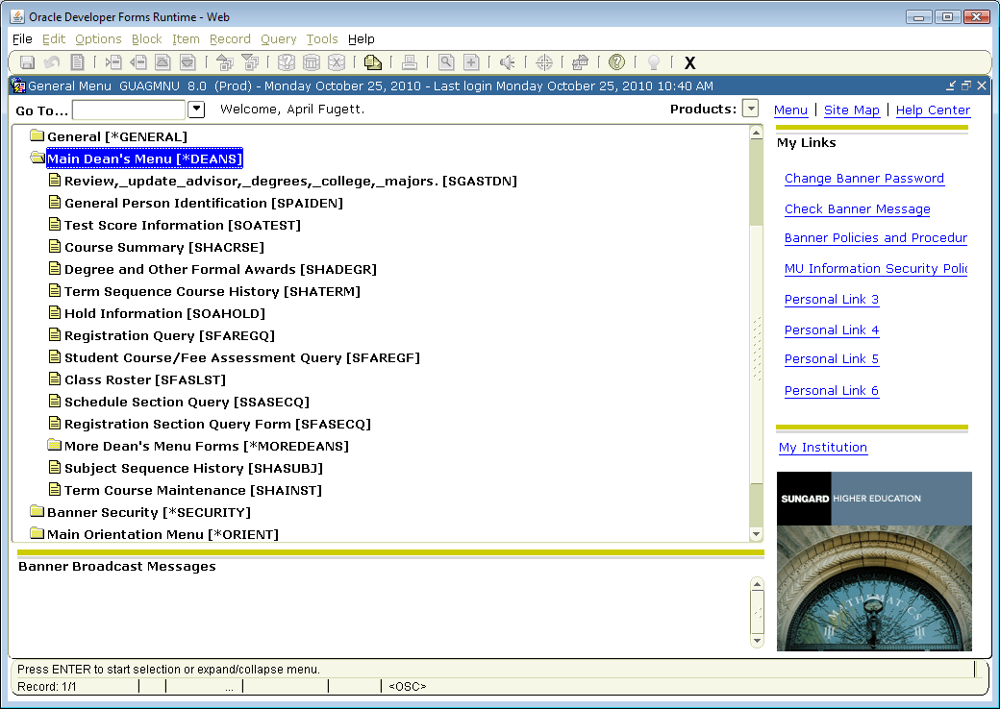 Oracle Developer Forms Runtime - Web
File Edit Options Block Item Record Query Tools Help
X
General Menu GUAGMNU 8.0 (Prod) - Monday October 25, 2010 - Last login Monday October 25, 2010 10:40 AM
Go To... Welcome, April Fugett. Products: Menu | Site Map | Help Center
General [*GENERAL]
Main Dean's Menu [*DEANS]
Review,_update_advisor,_degrees,_college,_majors. [SGASTDN]
General Person Identification [SPAIDEN]
Test Score Information [SOATEST]
Course Summary [SHACRSE]
Degree and Other Formal Awards [SHADEGR]
Term Sequence Course History [SHATERM]
Hold Information [SOAHOLD]
Registration Query [SFAREGQ]
Student Course/Fee Assessment Query [SFAREGF]
Class Roster [SFASLST]
Schedule Section Query [SSASECQ]
Registration Section Query Form [SFASECQ]
More Dean's Menu Forms [*MOREDEANS]
Subject Sequence History [SHASUBJ]
Term Course Maintenance [SHAINST]
Banner Security [*SECURITY]
Main Orientation Menu [*ORIENT]
My Links
Change Banner Password
Check Banner Message
Banner Policies and Procedur
MU Information Security Polic
Personal Link 3
Personal Link 4
Personal Link 5
Personal Link 6
My Institution
SUNGARD HIGHER EDUCATION
MATHEMATICS
Banner Broadcast Messages
Press ENTER to start selection or expand/collapse menu.
Record: 1/1 ... <OSC>